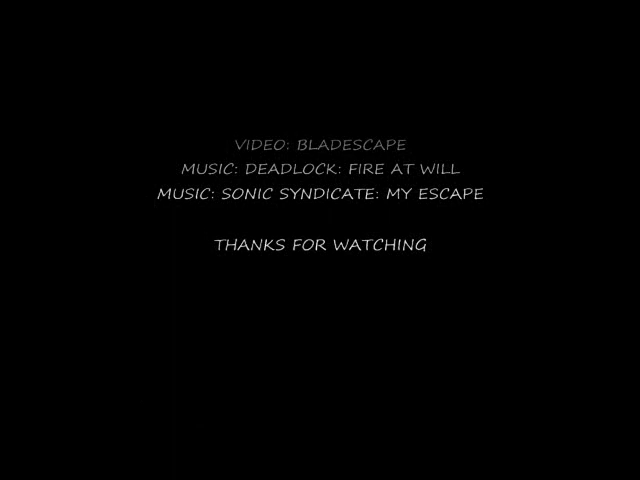 VIDEO: BLADESCAPE
MUSIC: DEADLOCK: FIRE AT WILL
MUSIC: SONIC SYNDICATE: MY ESCAPE
THANKS FOR WATCHING